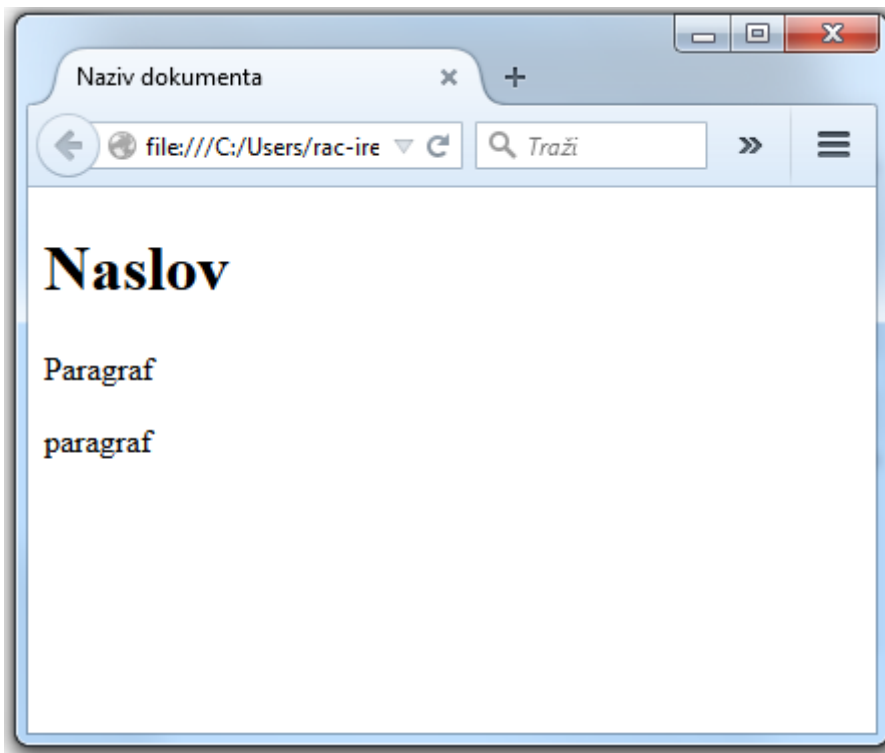 Naziv dokumenta
file:///C:/Users/rac-ire
Traži
Naslov
Paragraf
paragraf